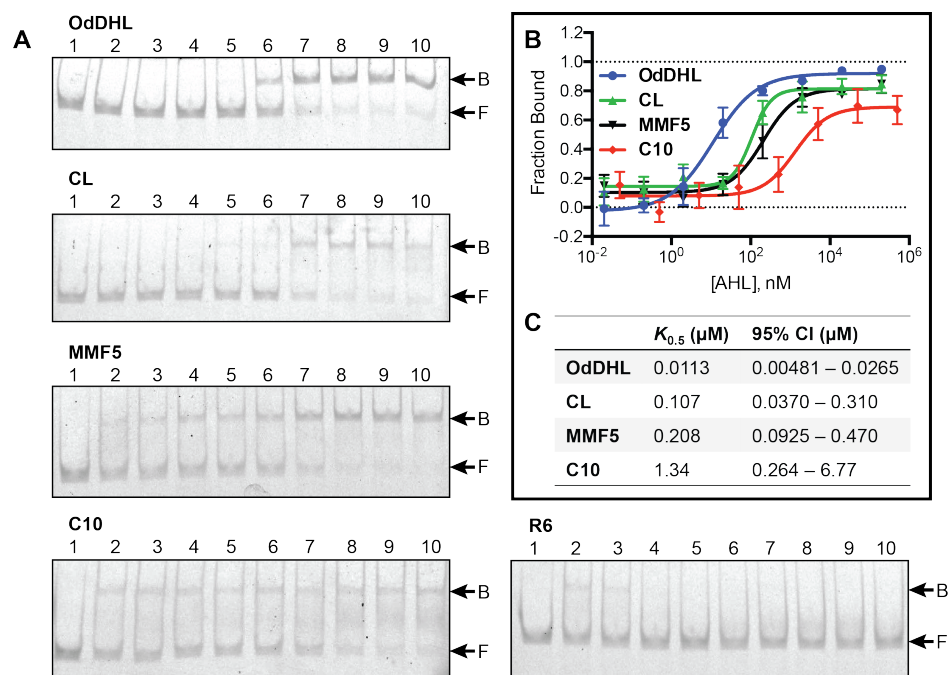 A
OdDHL
1 2 3 4 5 6 7 8 9 10
B
F
CL
1 2 3 4 5 6 7 8 9 10
B
F
MMF5
1 2 3 4 5 6 7 8 9 10
B
F
C10
1 2 3 4 5 6 7 8 9 10
B
F
B
Fraction Bound
1.2
1.0
0.8
0.6
0.4
0.2
0.0
-0.2
OdDHL
CL
MMF5
C10
10-2 100 102 104 106
[AHL], nM
C
K0.5 (µM) 95% CI (µM)
OdDHL 0.0113 0.00481 – 0.0265
CL 0.107 0.0370 – 0.310
MMF5 0.208 0.0925 – 0.470
C10 1.34 0.264 – 6.77
R6
1 2 3 4 5 6 7 8 9 10
B
F